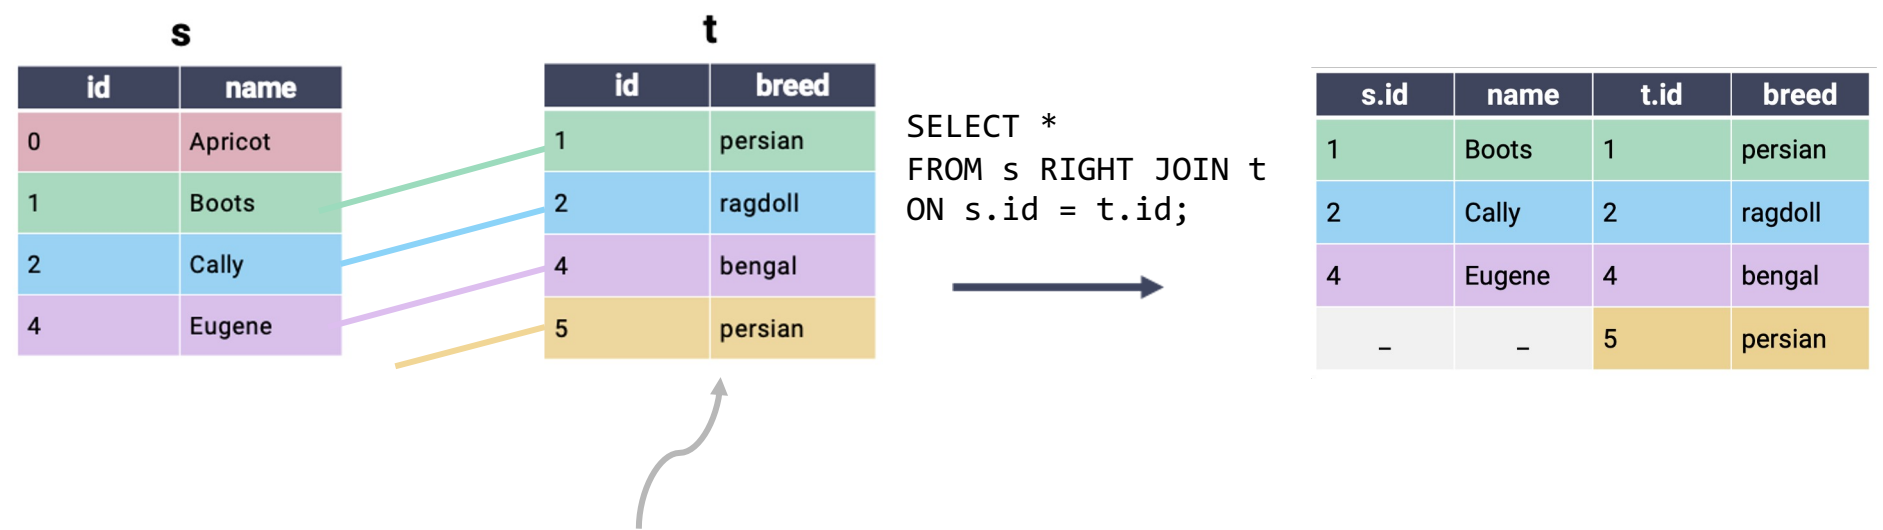 s
id name
0 Apricot
1 Boots
2 Cally
4 Eugene
t
id breed
1 persian
2 ragdoll
4 bengal
5 persian
SELECT *
FROM s RIGHT JOIN t
ON s.id = t.id;
s.id name t.id breed
1 Boots 1 persian
2 Cally 2 ragdoll
4 Eugene 4 bengal
– – 5 persian